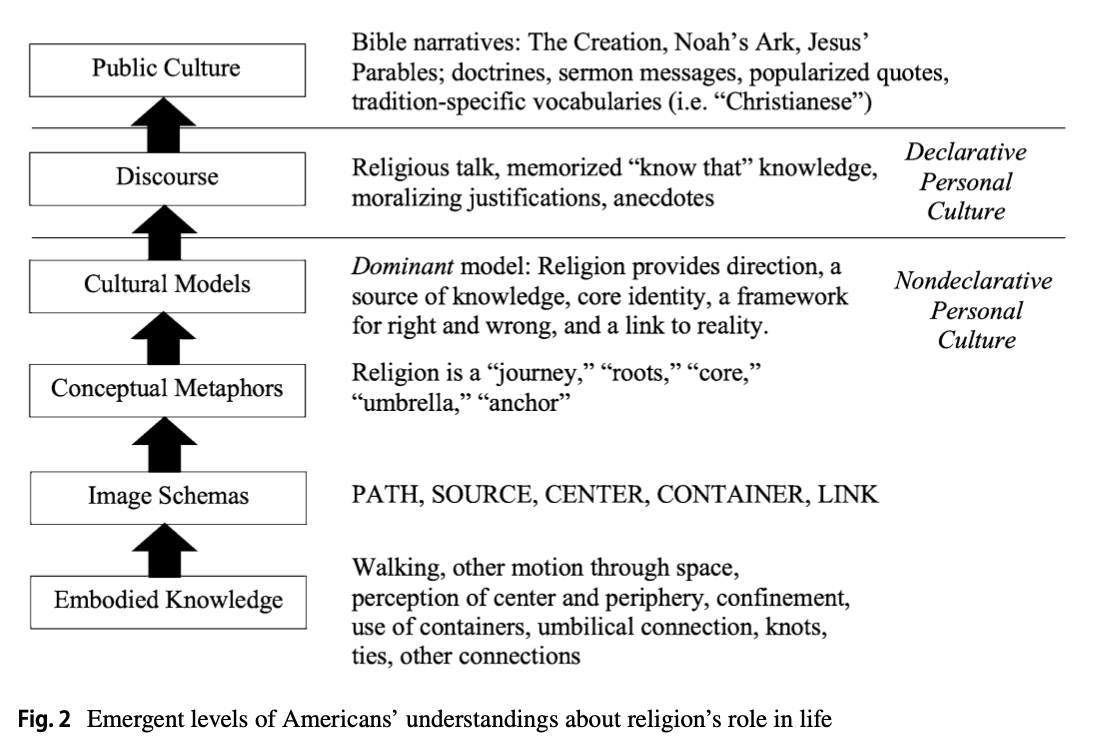 Public Culture
Bible narratives: The Creation, Noah’s Ark, Jesus’
Parables; doctrines, sermon messages, popularized quotes,
tradition-specific vocabularies (i.e. “Christianese”)
Discourse
Religious talk, memorized “know that” knowledge,
moralizing justifications, anecdotes
Declarative
Personal
Culture
Cultural Models
Dominant model: Religion provides direction, a
source of knowledge, core identity, a framework
for right and wrong, and a link to reality.
Nondeclarative
Personal
Culture
Conceptual Metaphors
Religion is a “journey,” “roots,” “core,”
“umbrella,” “anchor”
Image Schemas
PATH, SOURCE, CENTER, CONTAINER, LINK
Embodied Knowledge
Walking, other motion through space,
perception of center and periphery, confinement,
use of containers, umbilical connection, knots,
ties, other connections
Fig. 2 Emergent levels of Americans’ understandings about religion’s role in life